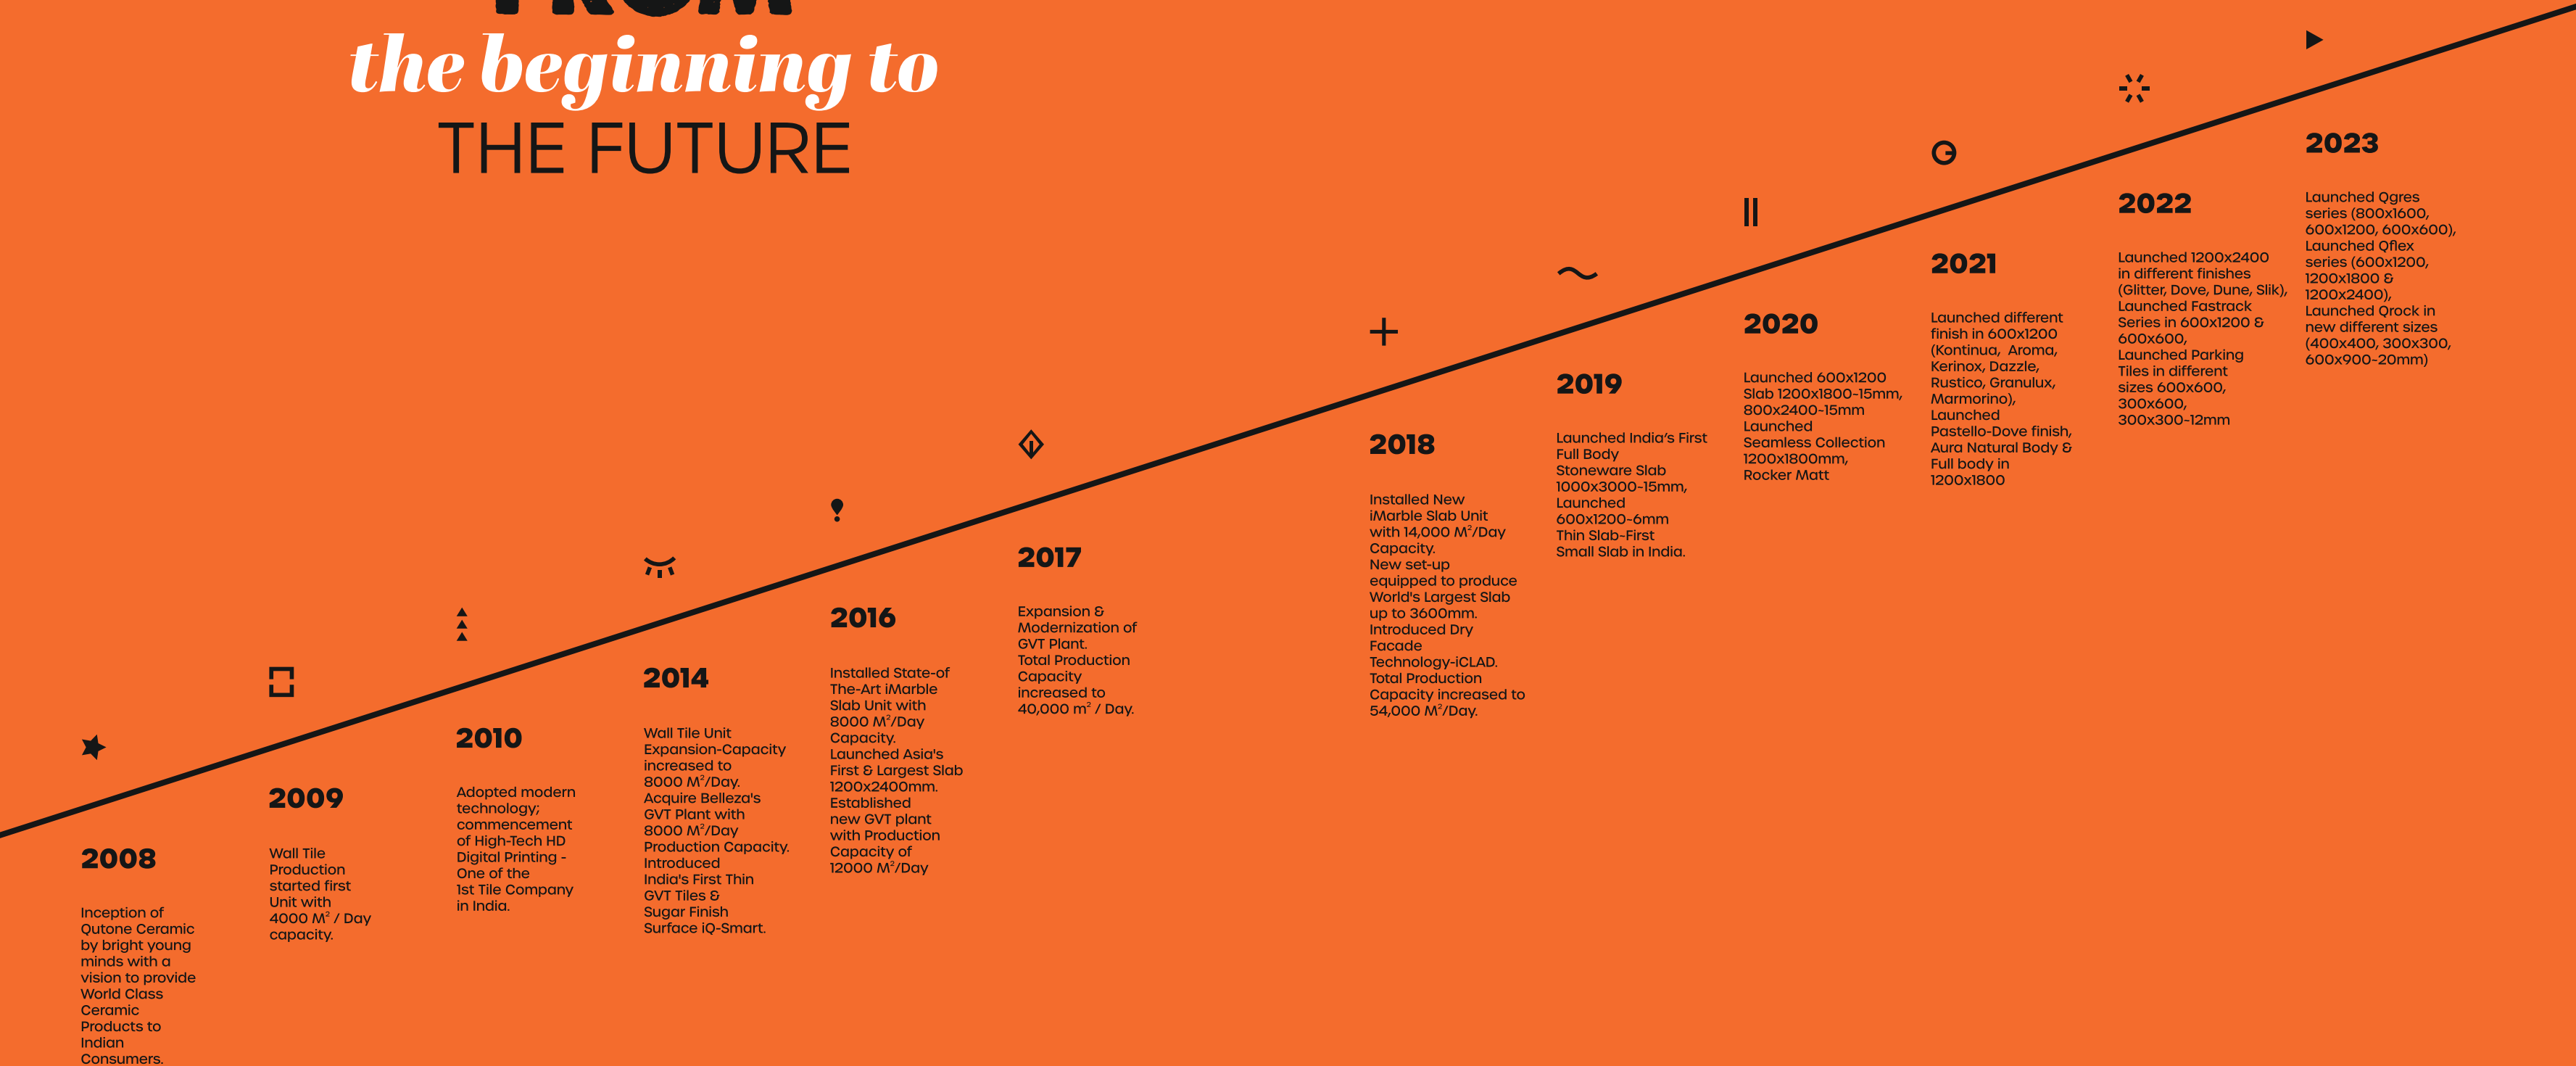 FROM
the beginning to
THE FUTURE
2008
Inception of
Qutone Ceramic
by bright young
minds with a
vision to provide
World Class
Ceramic
Products to
Indian
Consumers.
2009
Wall Tile
Production
started first
Unit with
4000 M² / Day
capacity.
2010
Adopted modern
technology;
commencement
of High-Tech HD
Digital Printing -
One of the
1st Tile Company
in India.
2014
Wall Tile Unit
Expansion-Capacity
increased to
8000 M²/Day.
Acquire Belleza's
GVT Plant with
8000 M²/Day
Production Capacity.
Introduced
India's First Thin
GVT Tiles &
Sugar Finish
Surface iQ-Smart.
2016
Installed State-of
The-Art iMarble
Slab Unit with
8000 M²/Day
Capacity.
Launched Asia's
First & Largest Slab
1200x2400mm.
Established
new GVT plant
with Production
Capacity of
12000 M²/Day
2017
Expansion &
Modernization of
GVT Plant.
Total Production
Capacity
increased to
40,000 m² / Day.
2018
Installed New
iMarble Slab Unit
with 14,000 M²/Day
Capacity.
New set-up
equipped to produce
World's Largest Slab
up to 3600mm.
Introduced Dry
Facade
Technology-iCLAD.
Total Production
Capacity increased to
54,000 M²/Day.
2019
Launched India's First
Full Body
Stoneware Slab
1000x3000-15mm,
Launched
600x1200-6mm
Thin Slab-First
Small Slab in India.
2020
Launched 600x1200
Slab 1200x1800-15mm,
800x2400-15mm
Launched
Seamless Collection
1200x1800mm,
Rocker Matt
2021
Launched different
finish in 600x1200
(Kontinua, Aroma,
Kerinox, Dazzle,
Rustico, Granulux,
Marmorino),
Launched
Pastello-Dove finish,
Aura Natural Body &
Full body in
1200x1800
2022
Launched 1200x2400
in different finishes
(Glitter, Dove, Dune, Slik),
Launched Fastrack
Series in 600x1200 &
600x600,
Launched Parking
Tiles in different
sizes 600x600,
300x600,
300x300-12mm
2023
Launched Qgres
series (800x1600,
600x1200, 600x600),
Launched Qflex
series (600x1200,
1200x1800 &
1200x2400),
Launched Qrock in
new different sizes
(400x400, 300x300,
600x900-20mm)